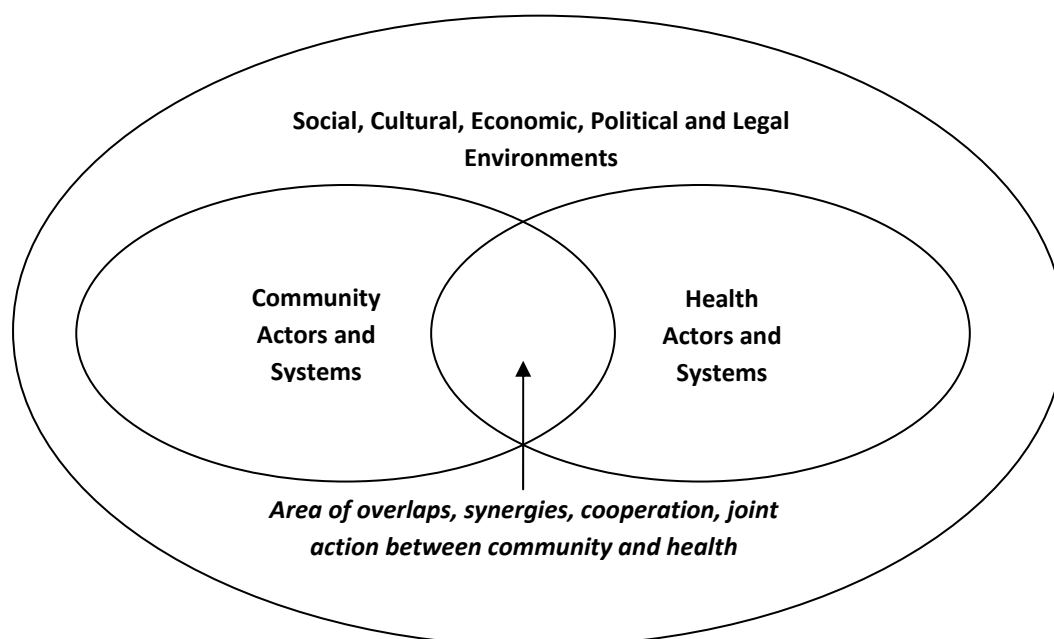 Social, Cultural, Economic, Political and Legal
Environments
Community
Actors and
Systems
Health
Actors and
Systems
Area of overlaps, synergies, cooperation, joint
action between community and health